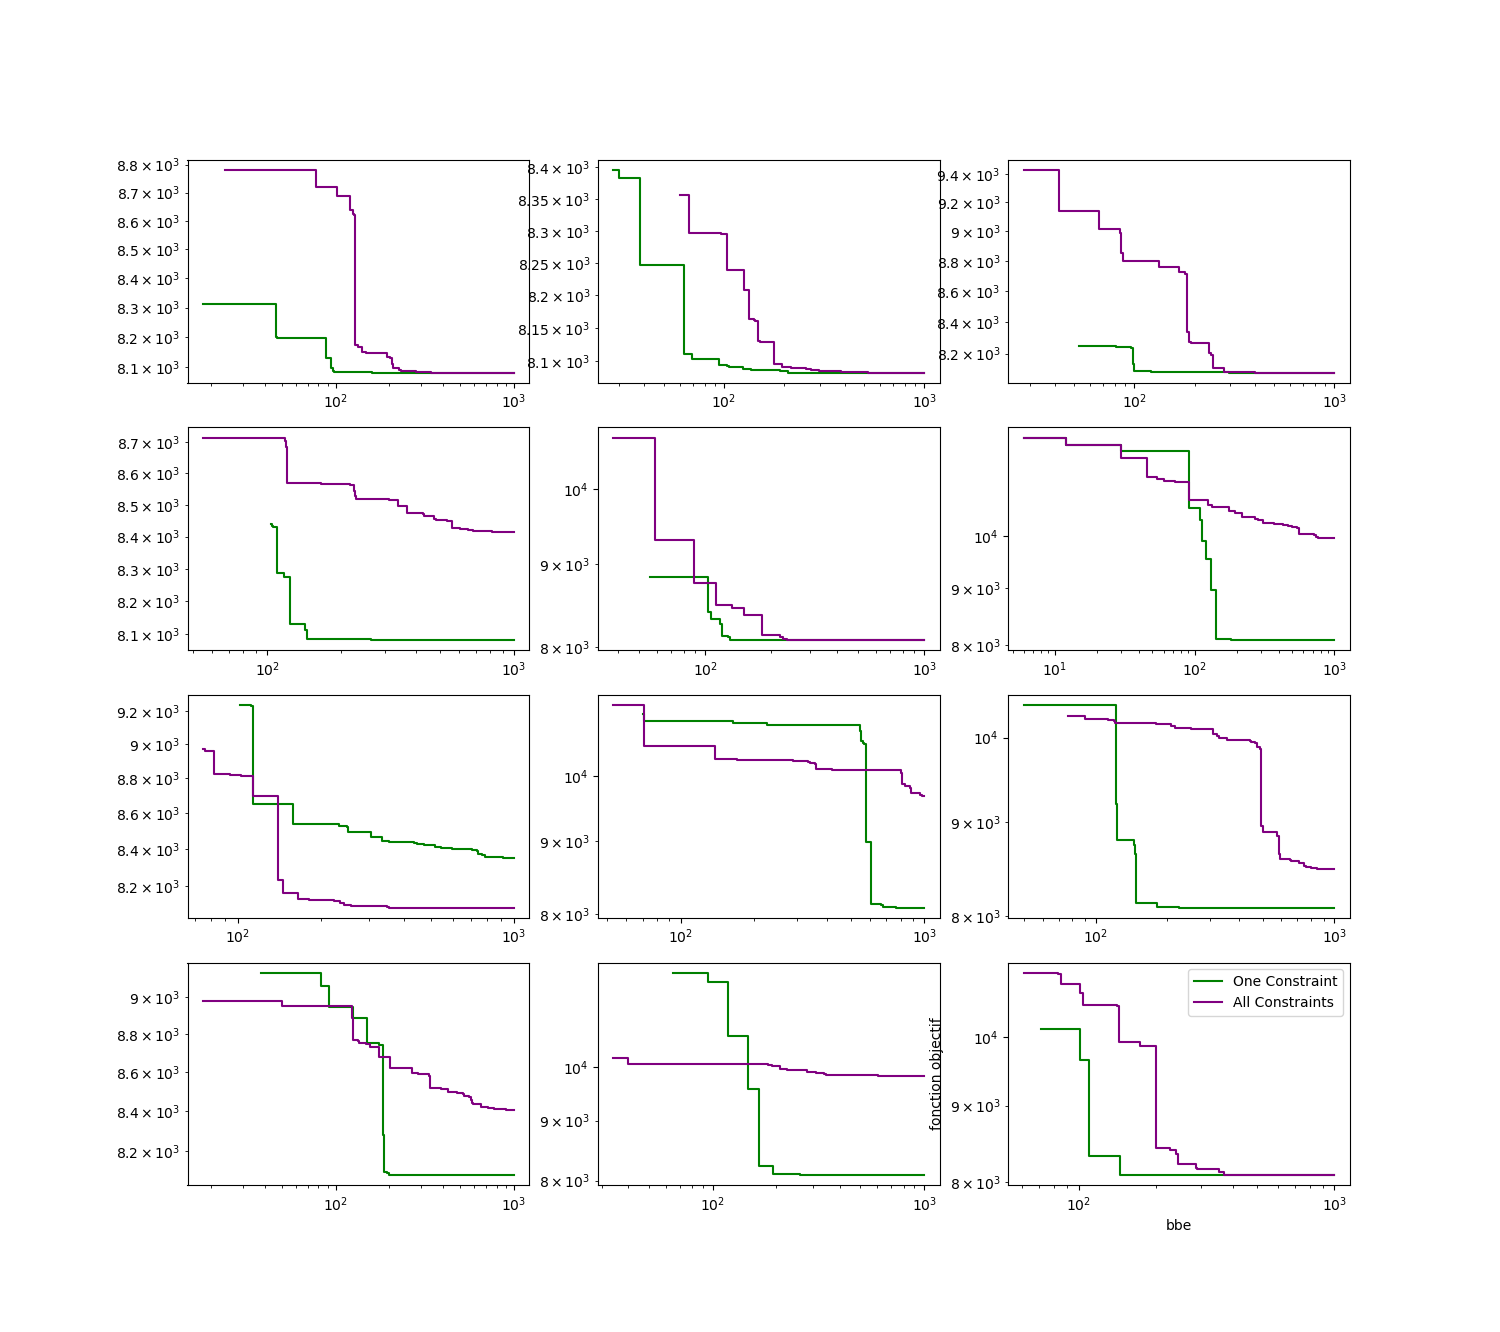 8.8 × 10³
8.7 × 10³
8.6 × 10³
8.5 × 10³
8.4 × 10³
8.3 × 10³
8.2 × 10³
8.1 × 10³
10² 10³
8.4 × 10³
8.35 × 10³
8.3 × 10³
8.25 × 10³
8.2 × 10³
8.15 × 10³
8.1 × 10³
10² 10³
9.4 × 10³
9.2 × 10³
9 × 10³
8.8 × 10³
8.6 × 10³
8.4 × 10³
8.2 × 10³
10² 10³
8.7 × 10³
8.6 × 10³
8.5 × 10³
8.4 × 10³
8.3 × 10³
8.2 × 10³
8.1 × 10³
10² 10³
10⁴
9 × 10³
8 × 10³
10² 10³
10⁴
9 × 10³
8 × 10³
10¹ 10² 10³
9.2 × 10³
9 × 10³
8.8 × 10³
8.6 × 10³
8.4 × 10³
8.2 × 10³
10² 10³
10⁴
9 × 10³
8 × 10³
10² 10³
10⁴
9 × 10³
8 × 10³
10² 10³
9 × 10³
8.8 × 10³
8.6 × 10³
8.4 × 10³
8.2 × 10³
10² 10³
10⁴
9 × 10³
8 × 10³
10² 10³
fonction objectif
10⁴
9 × 10³
8 × 10³
One Constraint
All Constraints
10² 10³
bbe